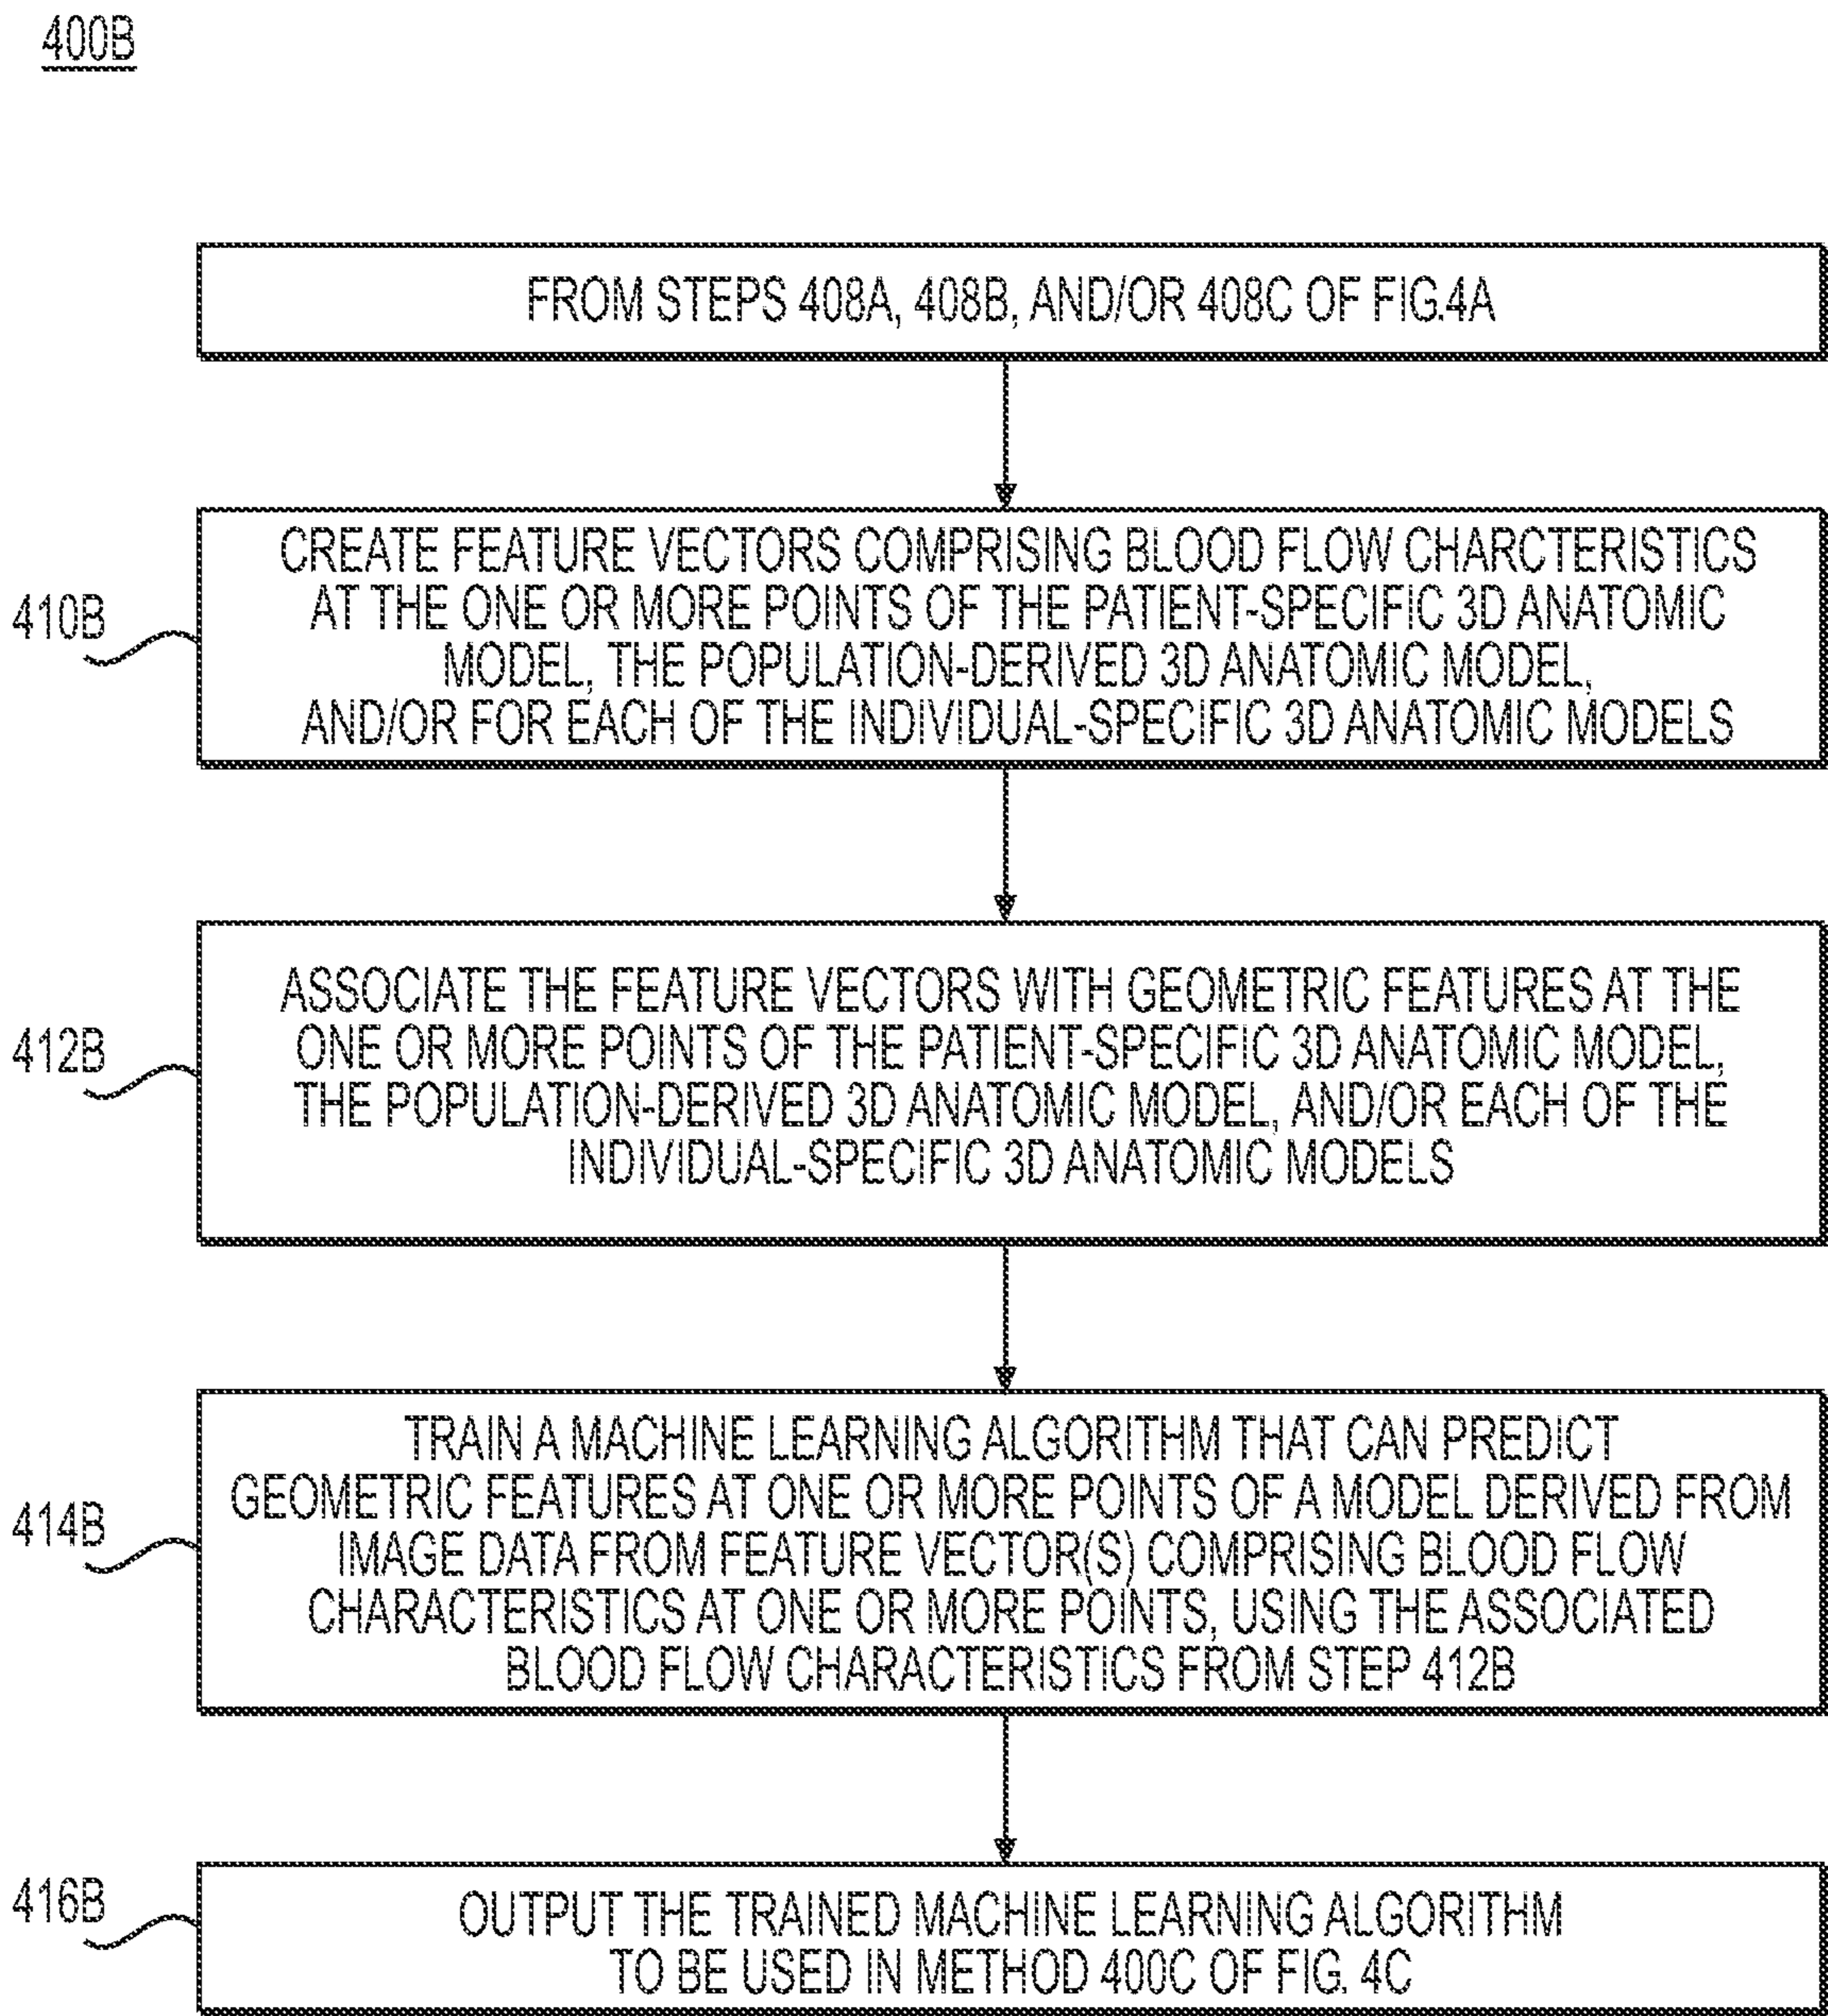 400B
FROM STEPS 408A, 408B, AND/OR 408C OF FIG.4A
410B
CREATE FEATURE VECTORS COMPRISING BLOOD FLOW CHARCTERISTICS
AT THE ONE OR MORE POINTS OF THE PATIENT-SPECIFIC 3D ANATOMIC
MODEL, THE POPULATION-DERIVED 3D ANATOMIC MODEL,
AND/OR FOR EACH OF THE INDIVIDUAL-SPECIFIC 3D ANATOMIC MODELS
412B
ASSOCIATE THE FEATURE VECTORS WITH GEOMETRIC FEATURES AT THE
ONE OR MORE POINTS OF THE PATIENT-SPECIFIC 3D ANATOMIC MODEL,
THE POPULATION-DERIVED 3D ANATOMIC MODEL, AND/OR EACH OF THE
INDIVIDUAL-SPECIFIC 3D ANATOMIC MODELS
414B
TRAIN A MACHINE LEARNING ALGORITHM THAT CAN PREDICT
GEOMETRIC FEATURES AT ONE OR MORE POINTS OF A MODEL DERIVED FROM
IMAGE DATA FROM FEATURE VECTOR(S) COMPRISING BLOOD FLOW
CHARACTERISTICS AT ONE OR MORE POINTS, USING THE ASSOCIATED
BLOOD FLOW CHARACTERISTICS FROM STEP 412B
416B
OUTPUT THE TRAINED MACHINE LEARNING ALGORITHM
TO BE USED IN METHOD 400C OF FIG. 4C